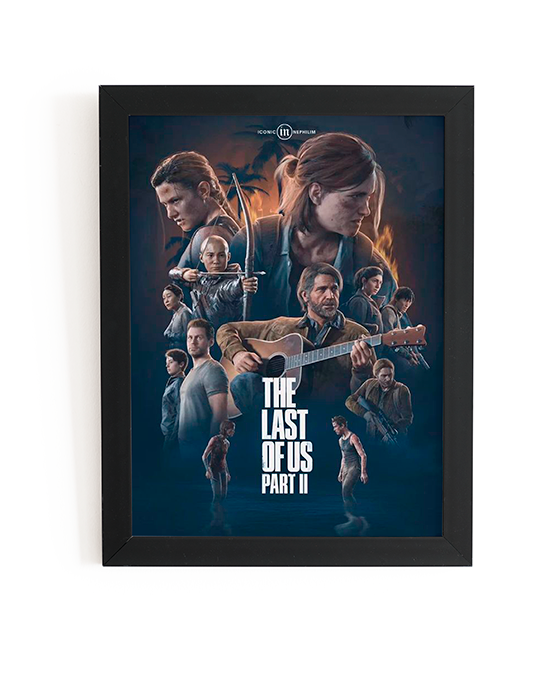 ICONIC m NEPHILIM
THE
LAST
OF US
PART II